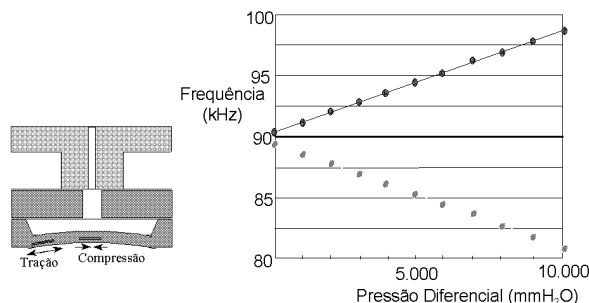 Tração
Compressão
Frequência
(kHz)
100
95
90
85
80
5.000
10.000
Pressão Diferencial (mmH₂O)